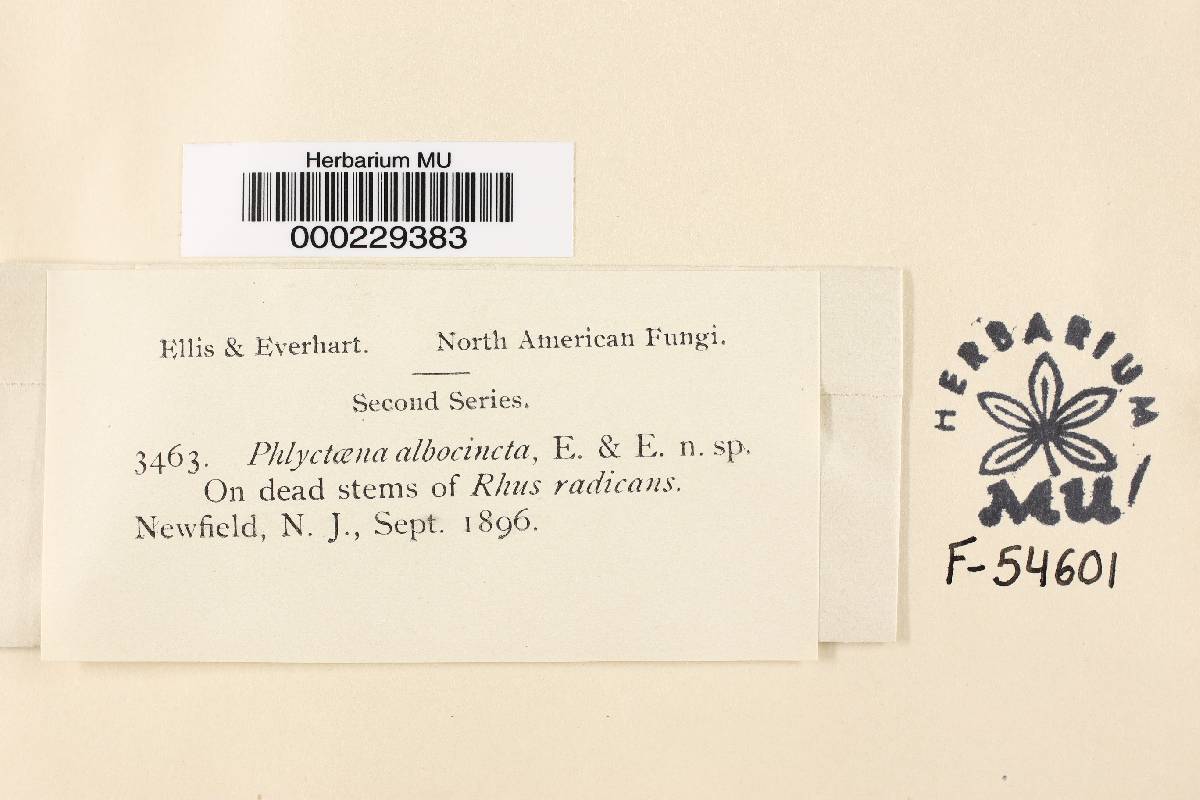 Herbarium MU
000229383
Ellis & Everhart. North American Fungi.
Second Series.
3463. Phlyctæna albocincta, E. & E. n. sp.
On dead stems of Rhus radicans.
Newfield, N. J., Sept. 1896.
HERBARIUM
MU
F-54601